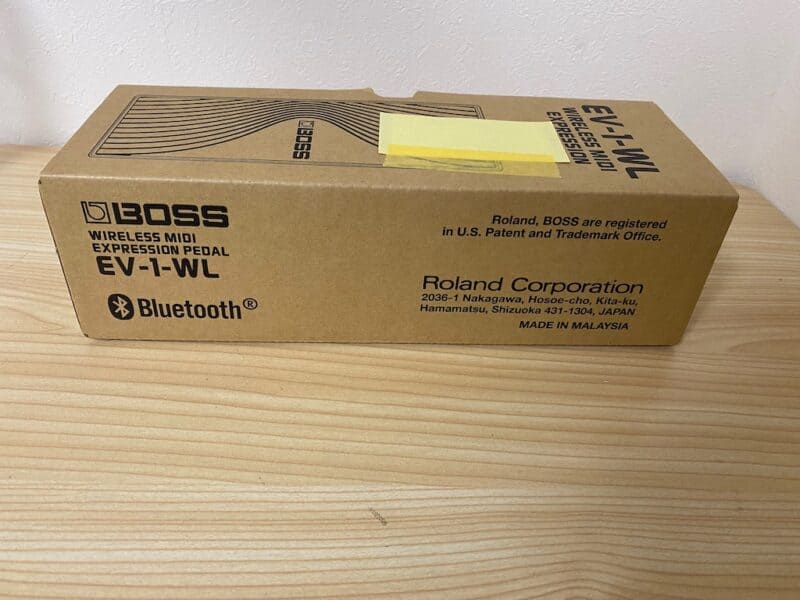 BOSS
EV-1-WL
WIRELESS MIDI
EXPRESSION
BOSS
WIRELESS MIDI
EXPRESSION PEDAL
EV-1-WL
Bluetooth®
Roland, BOSS are registered
in U.S. Patent and Trademark Office.
Roland Corporation
2036-1 Nakagawa, Hosoe-cho, Kita-ku,
Hamamatsu, Shizuoka 431-1304, JAPAN
MADE IN MALAYSIA